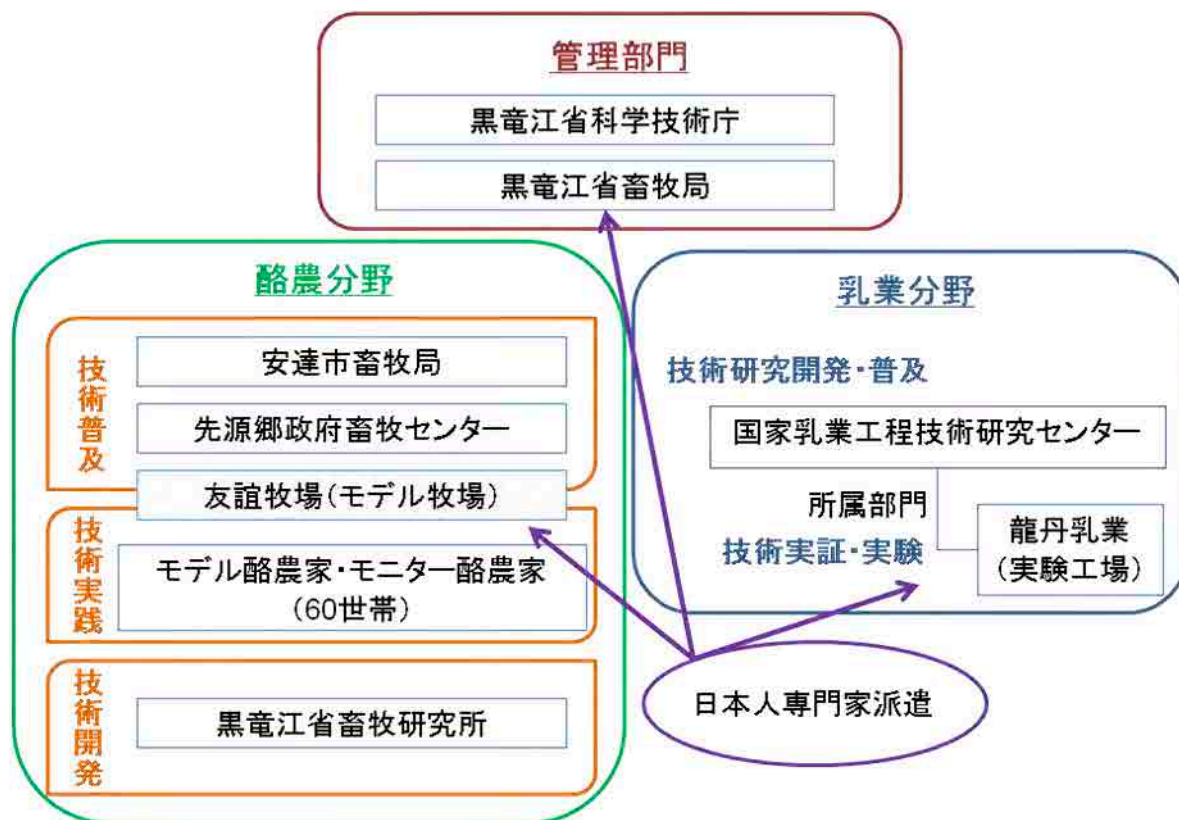 管理部門
黒竜江省科学技術庁
黒竜江省畜牧局
酪農分野
技術普及
安達市畜牧局
先源郷政府畜牧センター
友誼牧場(モデル牧場)
技術実践
モデル酪農家・モニター酪農家
(60世帯)
技術開発
黒竜江省畜牧研究所
乳業分野
技術研究開発・普及
国家乳業工程技術研究センター
所属部門
技術実証・実験
龍丹乳業
(実験工場)
日本人専門家派遣